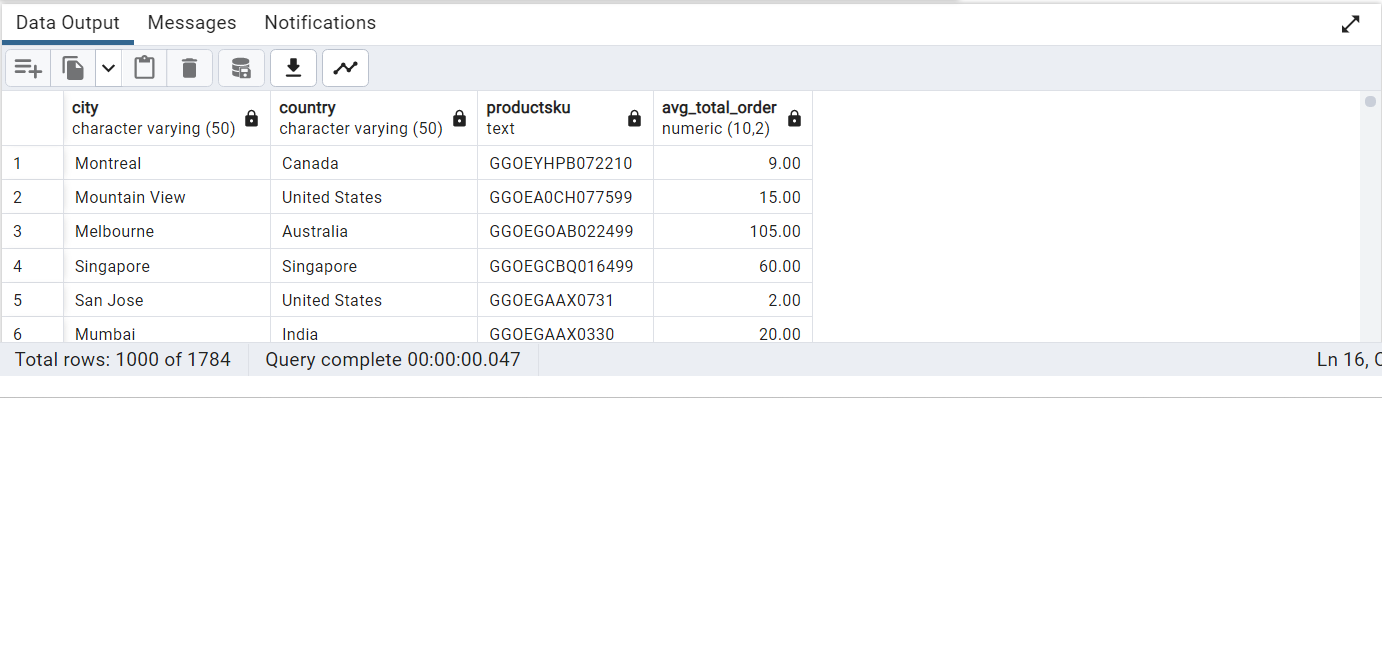 Data Output Messages Notifications
city country productsku avg_total_order
character varying (50) character varying (50) text numeric (10,2)
1 Montreal Canada GGOEYHPB072210 9.00
2 Mountain View United States GGOEA0CH077599 15.00
3 Melbourne Australia GGOEGOAB022499 105.00
4 Singapore Singapore GGOEGCBQ016499 60.00
5 San Jose United States GGOEGAAX0731 2.00
6 Mumbai India GGOEGAAX0330 20.00
Total rows: 1000 of 1784 Query complete 00:00:00.047 Ln 16,